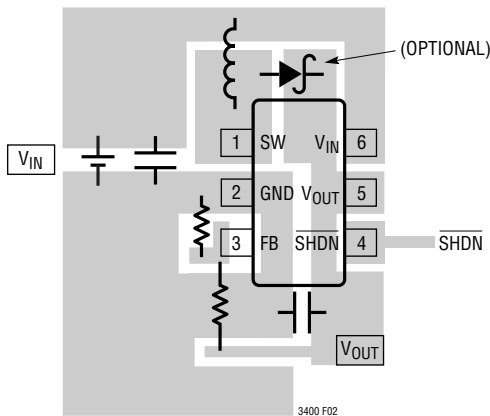 (OPTIONAL)
1 SW VIN 6
VIN
2 GND VOUT 5
3 FB SHDN 4 SHDN
VOUT
3400 F02